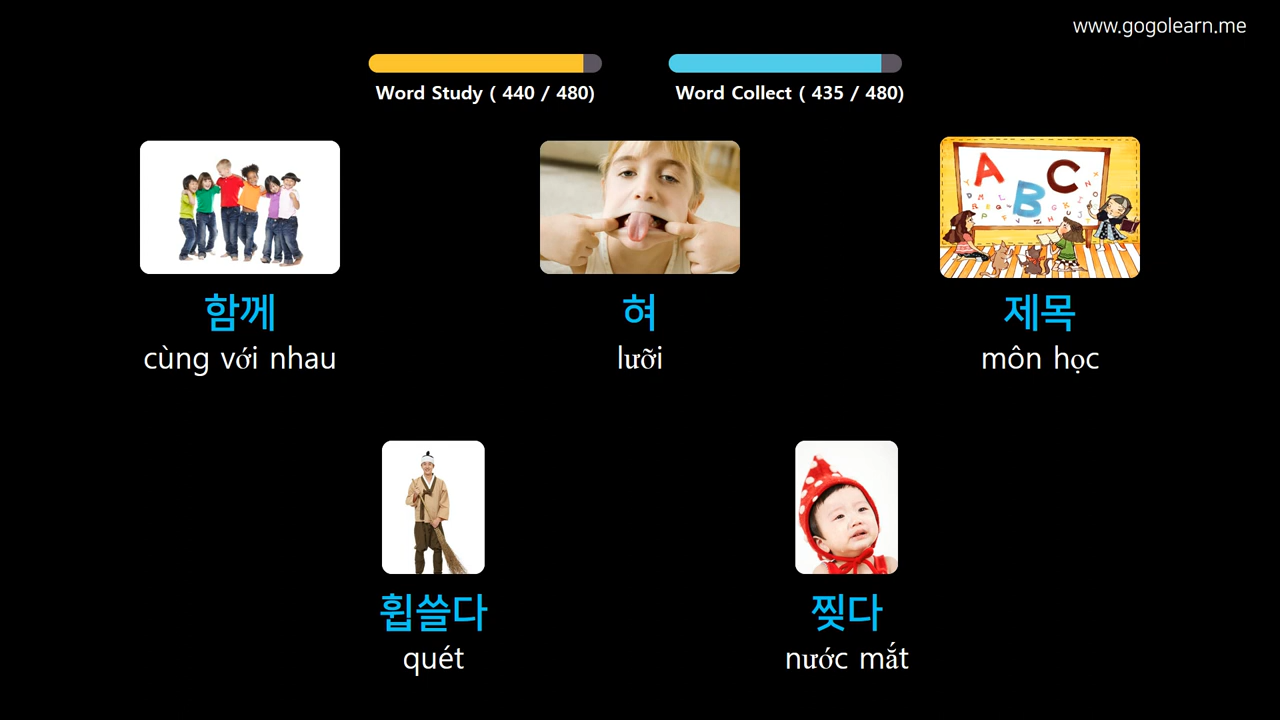 www.gogolearn.me
Word Study ( 440 / 480)
Word Collect ( 435 / 480)
함께
cùng với nhau
혀
lưỡi
제목
môn học
A
B
C
휩쓸다
quét
찢다
nước mắt